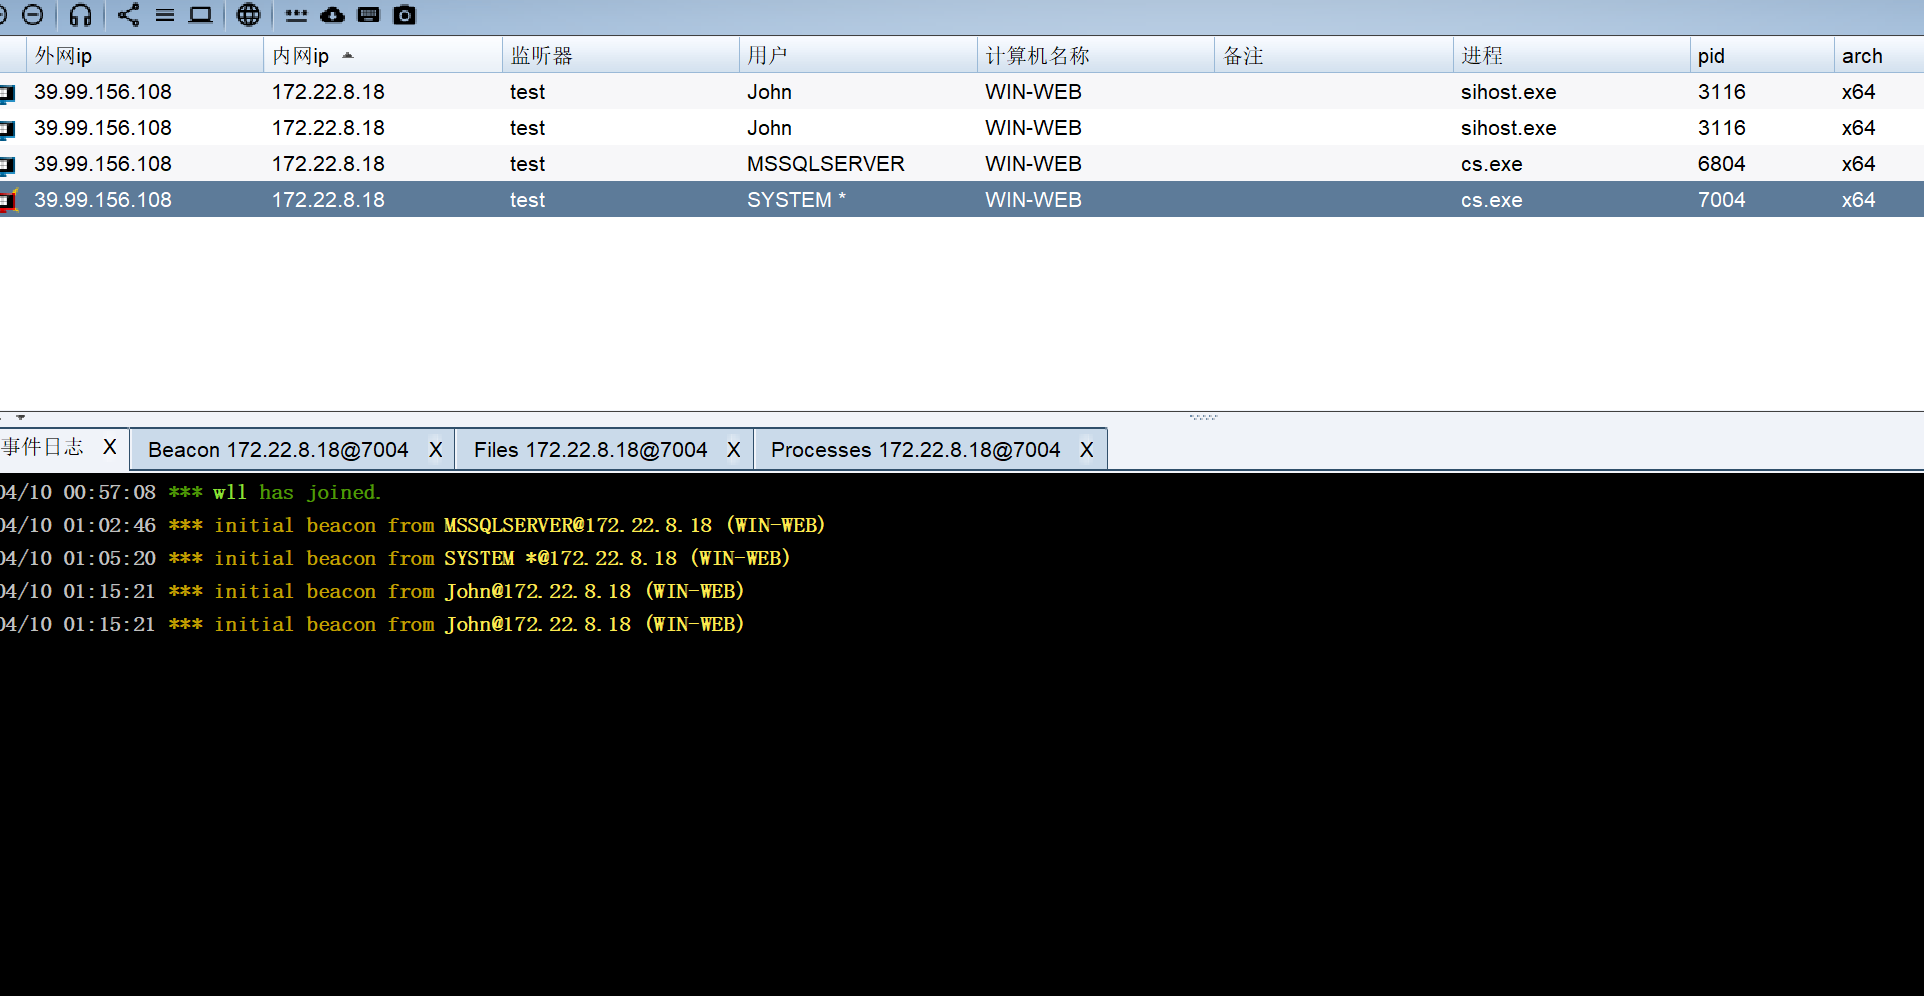 外网ip 内网ip 监听器 用户 计算机名称 备注 进程 pid arch
39.99.156.108 172.22.8.18 test John WIN-WEB sihost.exe 3116 x64
39.99.156.108 172.22.8.18 test John WIN-WEB sihost.exe 3116 x64
39.99.156.108 172.22.8.18 test MSSQLSERVER WIN-WEB cs.exe 6804 x64
39.99.156.108 172.22.8.18 test SYSTEM * WIN-WEB cs.exe 7004 x64
事件日志 X Beacon 172.22.8.18@7004 X Files 172.22.8.18@7004 X Processes 172.22.8.18@7004 X
04/10 00:57:08 *** wll has joined.
04/10 01:02:46 *** initial beacon from MSSQLSERVER@172.22.8.18 (WIN-WEB)
04/10 01:05:20 *** initial beacon from SYSTEM *@172.22.8.18 (WIN-WEB)
04/10 01:15:21 *** initial beacon from John@172.22.8.18 (WIN-WEB)
04/10 01:15:21 *** initial beacon from John@172.22.8.18 (WIN-WEB)